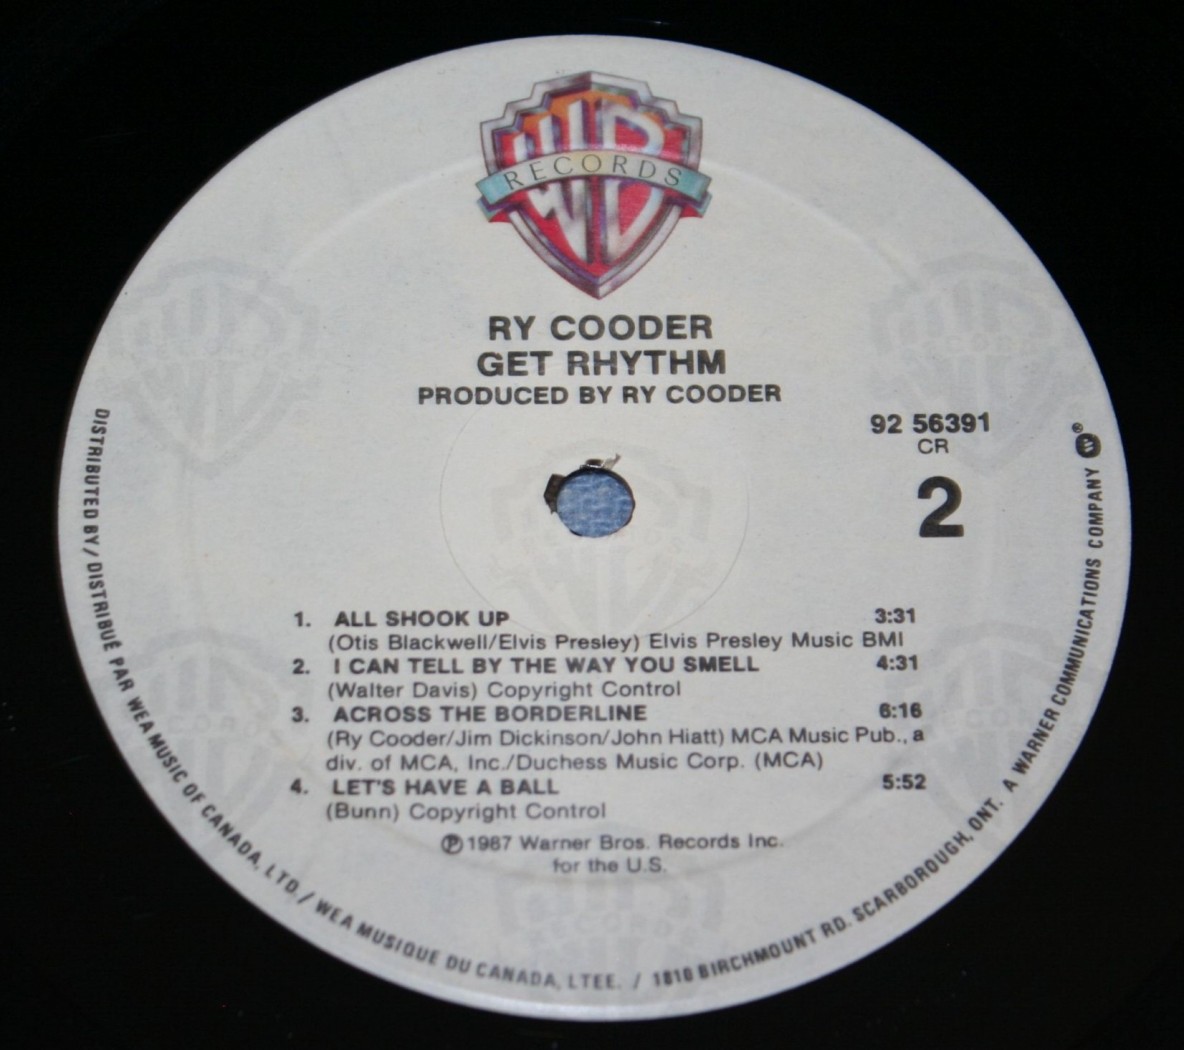 RECORDS
RY COODER
GET RHYTHM
PRODUCED BY RY COODER
92 56391
CR
2
1. ALL SHOOK UP 3:31
(Otis Blackwell/Elvis Presley) Elvis Presley Music BMI
2. I CAN TELL BY THE WAY YOU SMELL 4:31
(Walter Davis) Copyright Control
3. ACROSS THE BORDERLINE 6:16
(Ry Cooder/Jim Dickinson/John Hiatt) MCA Music Pub., a
div. of MCA, Inc./Duchess Music Corp. (MCA)
4. LET'S HAVE A BALL 5:52
(Bunn) Copyright Control
℗1987 Warner Bros. Records Inc.
for the U.S.
DISTRIBUTED BY/DISTRIBUÉ PAR WEA MUSIC OF CANADA, LTD./ WEA MUSIQUE DU CANADA, LTEE. / 1810 BIRCHMOUNT RD. SCARBOROUGH, ONT. A WARNER COMMUNICATIONS COMPANY ®